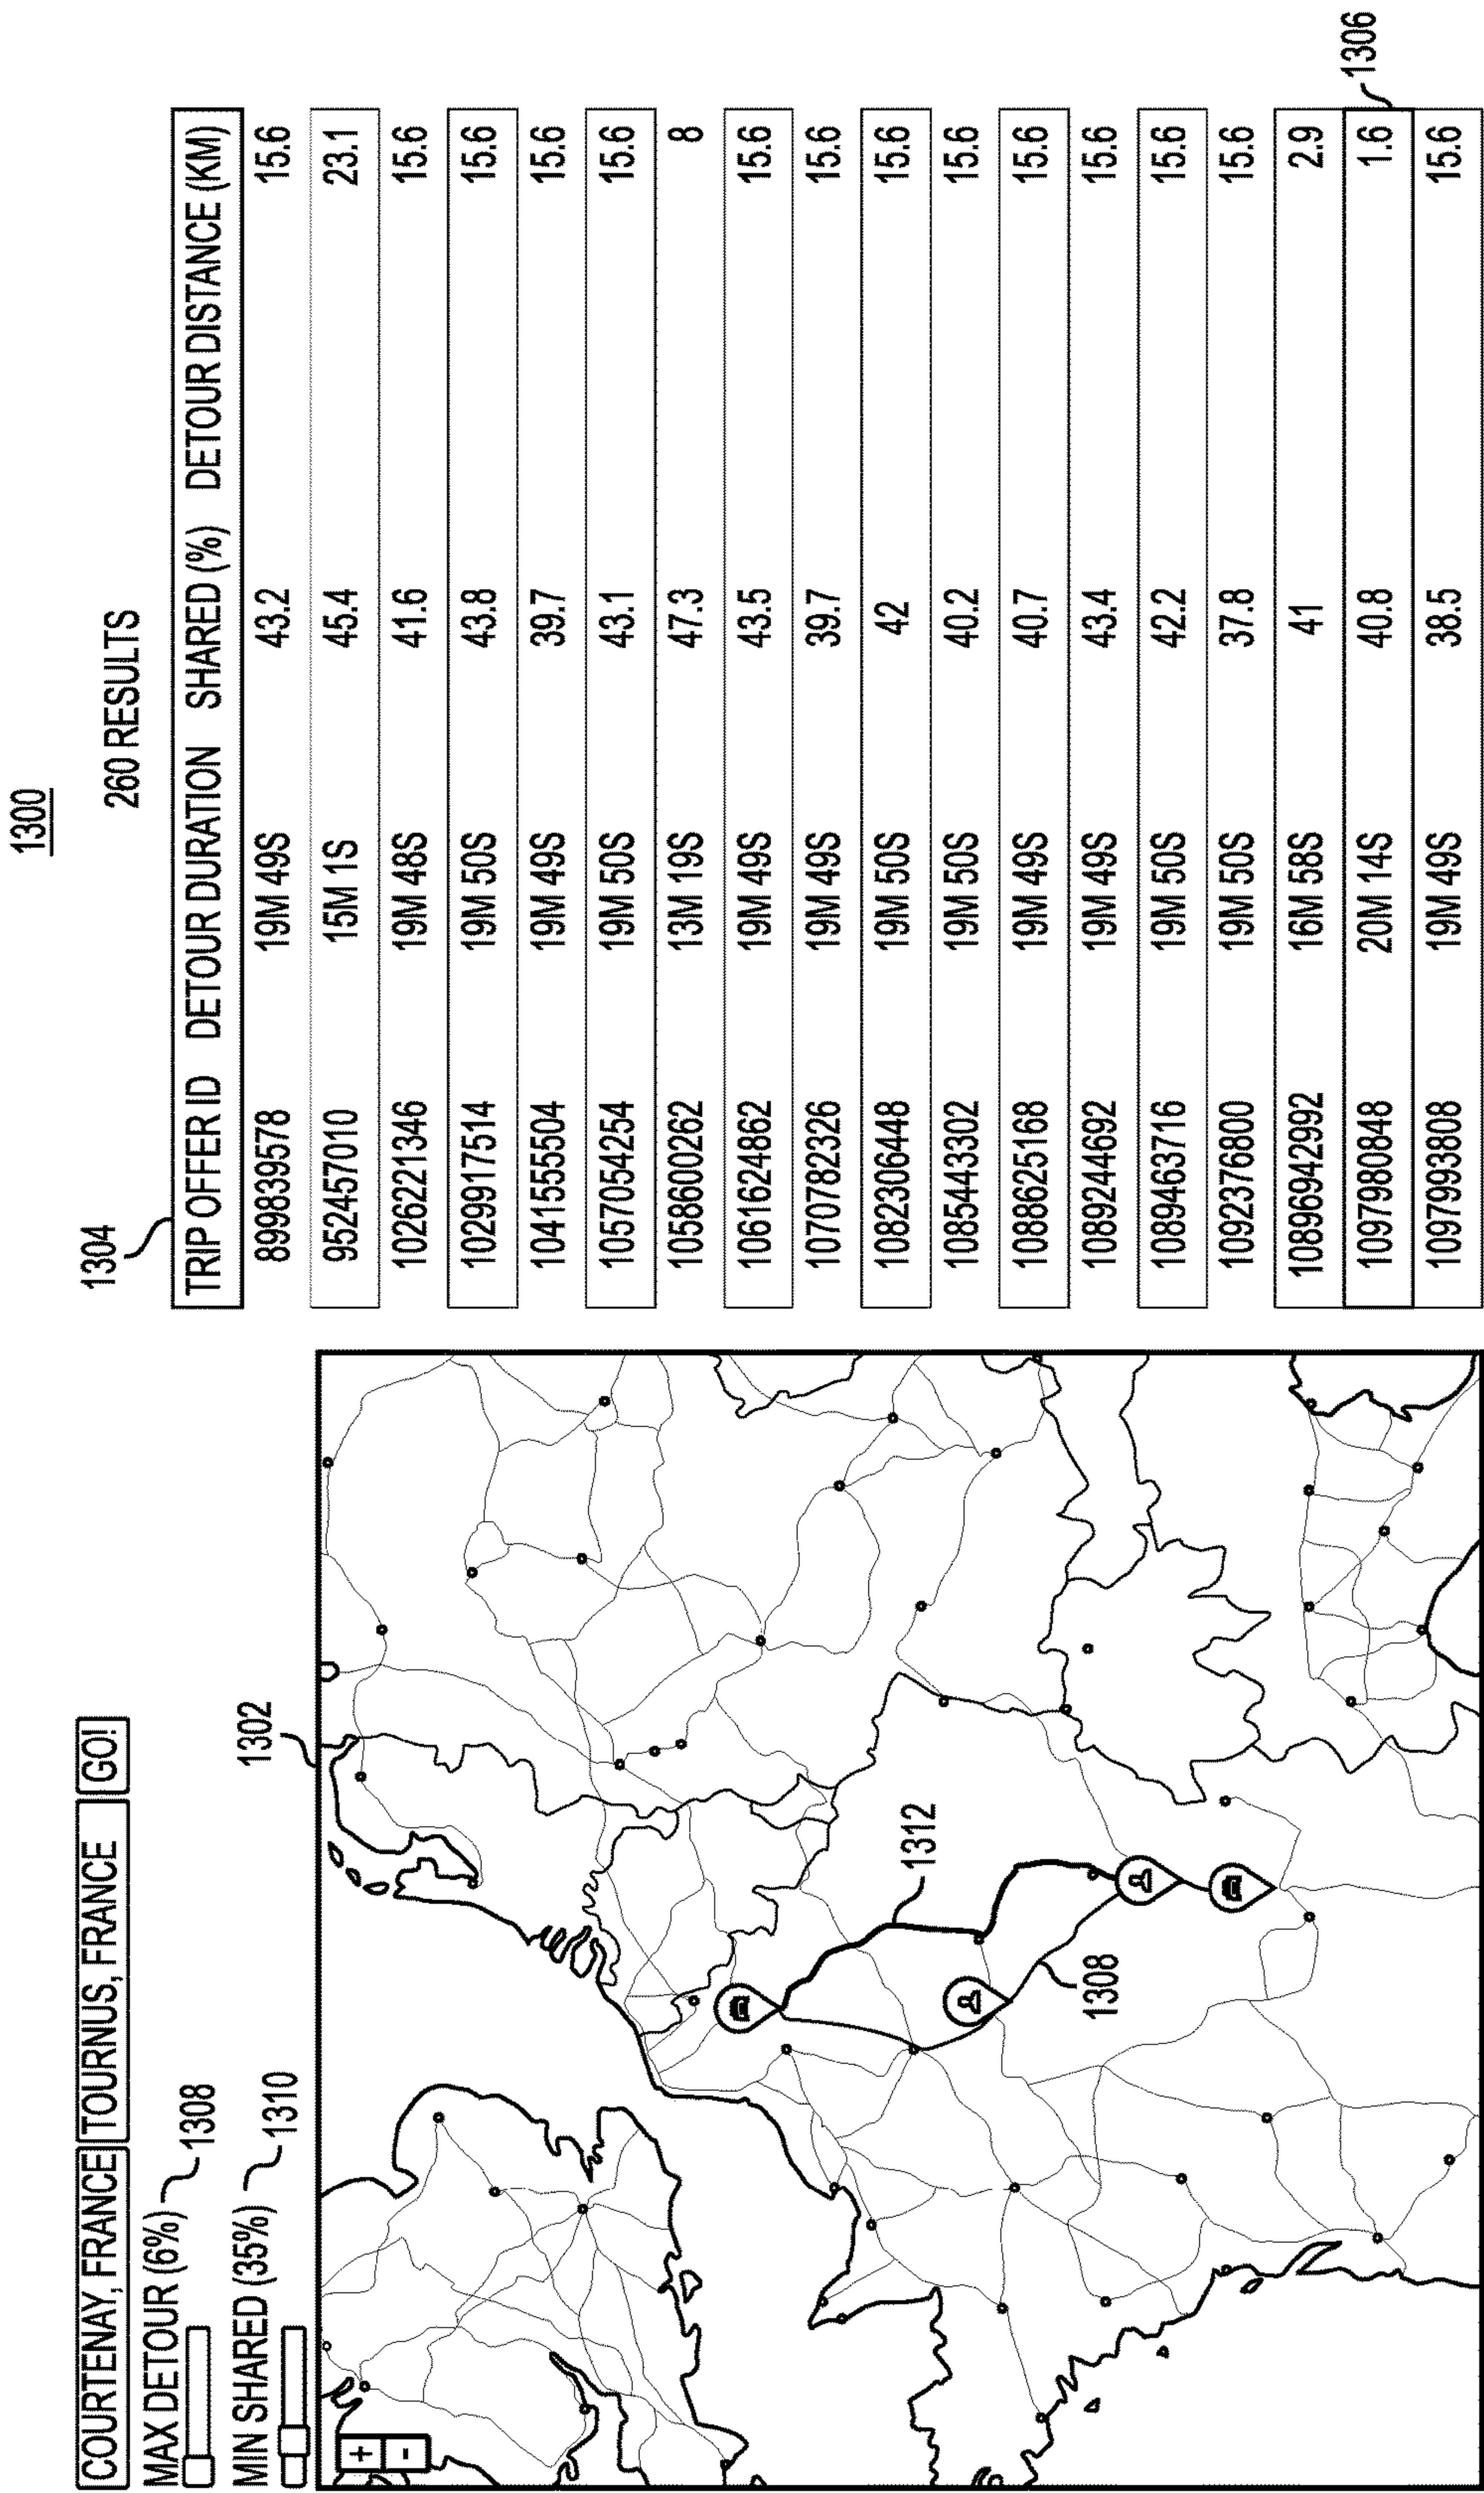 1300
COURTENAY, FRANCE TOURNUS, FRANCE GO!
MAX DETOUR (6%) 1308
MIN SHARED (35%) 1310
+
-
1302
1312
1308
1304
260 RESULTS
TRIP OFFER ID DETOUR DURATION SHARED (%) DETOUR DISTANCE (KM)
899839578 19M 49S 43.2 15.6
952457010 15M 1S 45.4 23.1
1026221346 19M 48S 41.6 15.6
1029917514 19M 50S 43.8 15.6
1041555504 19M 49S 39.7 15.6
1057054254 19M 50S 43.1 15.6
1058600262 13M 19S 47.3 8
1061624862 19M 49S 43.5 15.6
1070782326 19M 49S 39.7 15.6
1082306448 19M 50S 42 15.6
1085443302 19M 50S 40.2 15.6
1088625168 19M 49S 40.7 15.6
1089244692 19M 49S 43.4 15.6
1089463716 19M 50S 42.2 15.6
1092376800 19M 50S 37.8 15.6
10896942992 16M 58S 41 2.9
1097980848 20M 14S 40.8 1.6
1097993808 19M 49S 38.5 15.6
1306